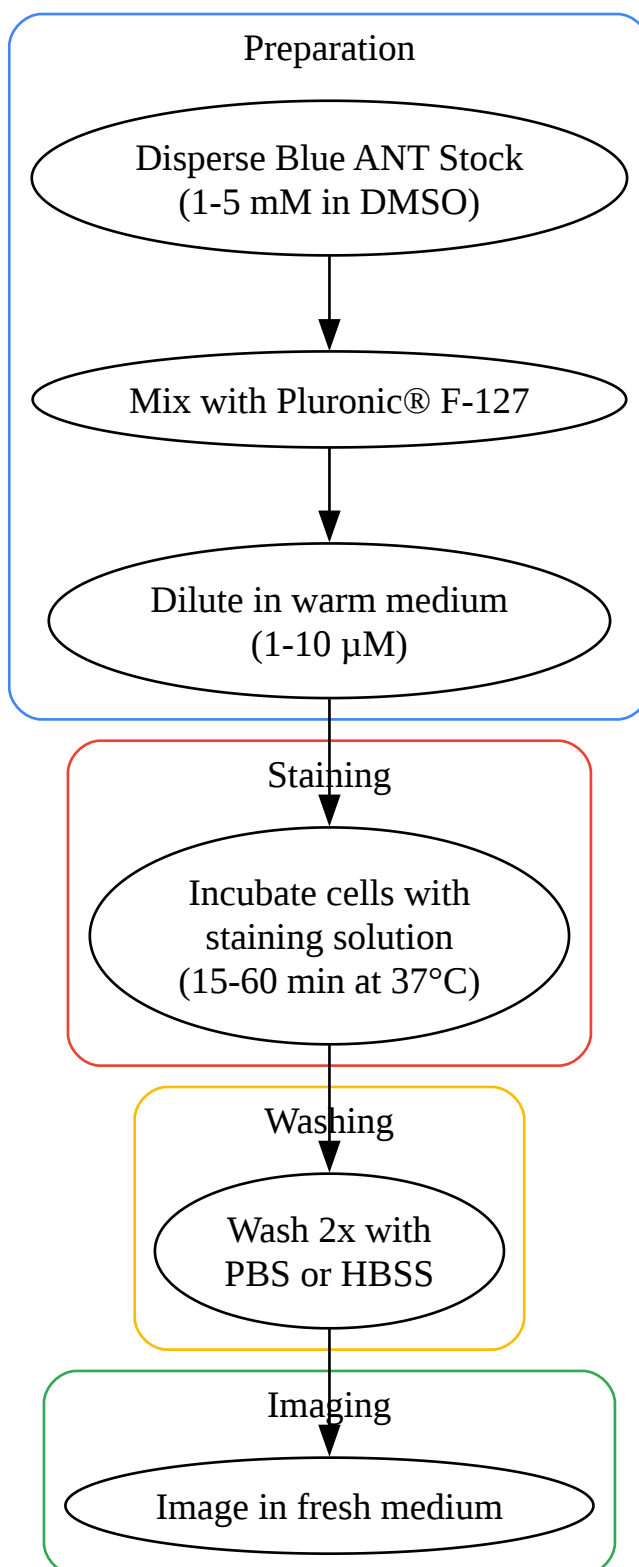 Preparation
Disperse Blue ANT Stock
(1-5 mM in DMSO)
Mix with Pluronic® F-127
Dilute in warm medium
(1-10 µM)
Staining
Incubate cells with
staining solution
(15-60 min at 37°C)
Washing
Wash 2x with
PBS or HBSS
Imaging
Image in fresh medium